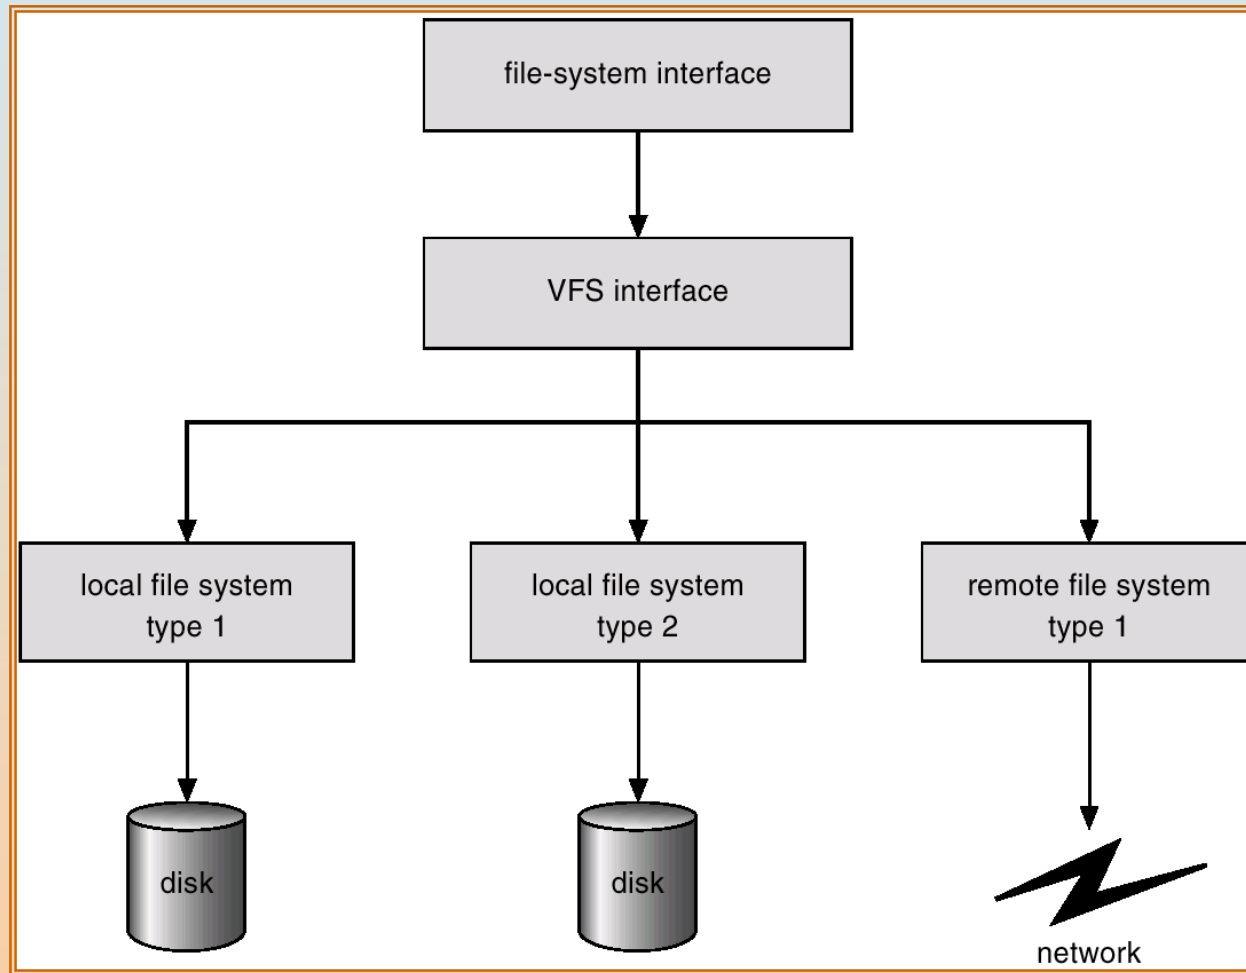 file-system interface
VFS interface
local file system
type 1
local file system
type 2
remote file system
type 1
disk
disk
network